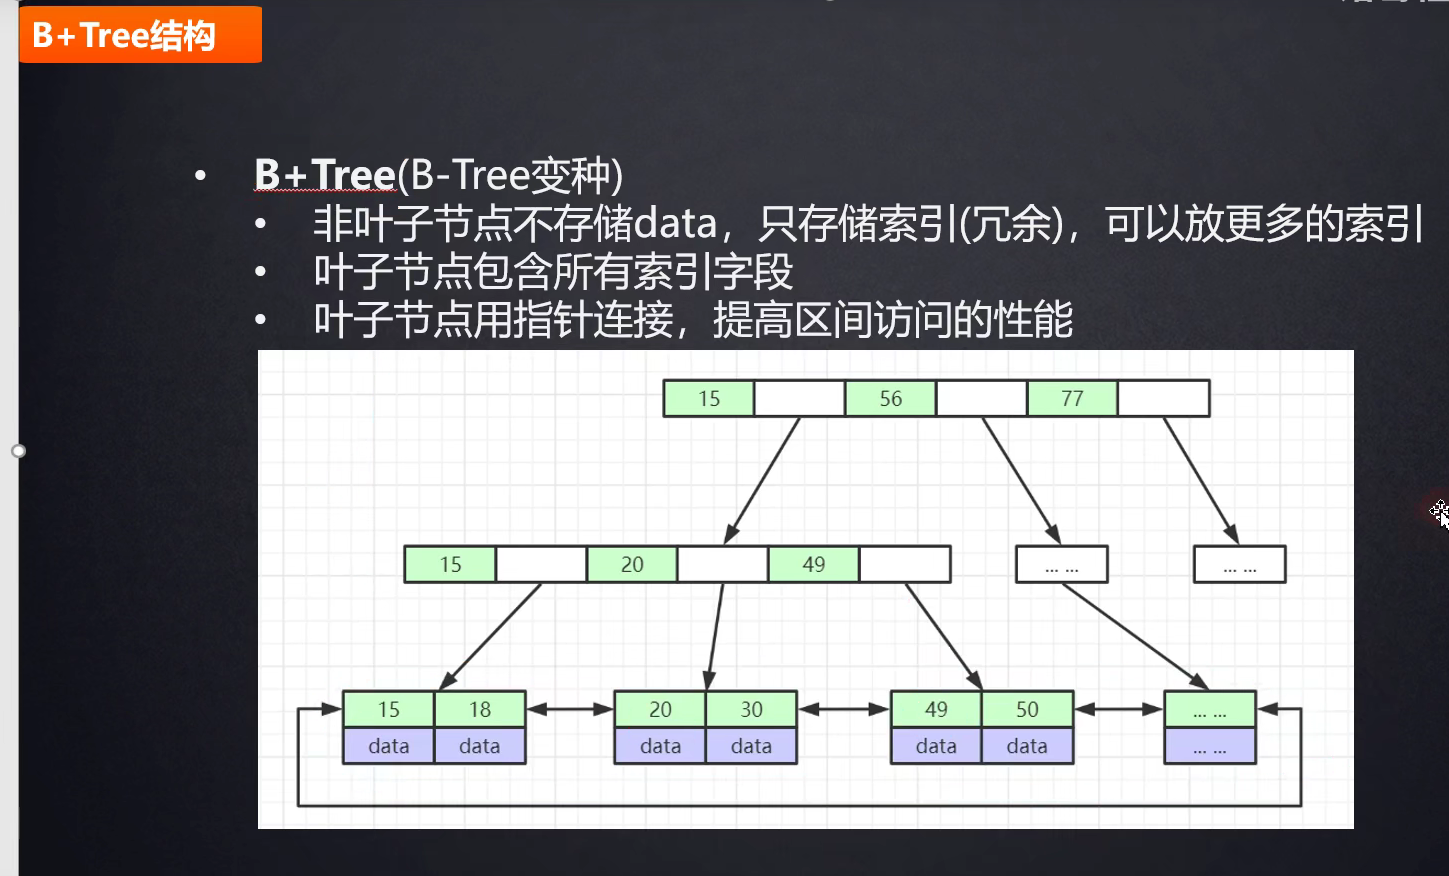 B+Tree结构
B+Tree(B-Tree变种)
非叶子节点不存储data，只存储索引(冗余)，可以放更多的索引
叶子节点包含所有索引字段
叶子节点用指针连接，提高区间访问的性能
15 56 77
15 20 49 ... ... ... ...
15 18 20 30 49 50 ... ...
data data data data data data ... ...